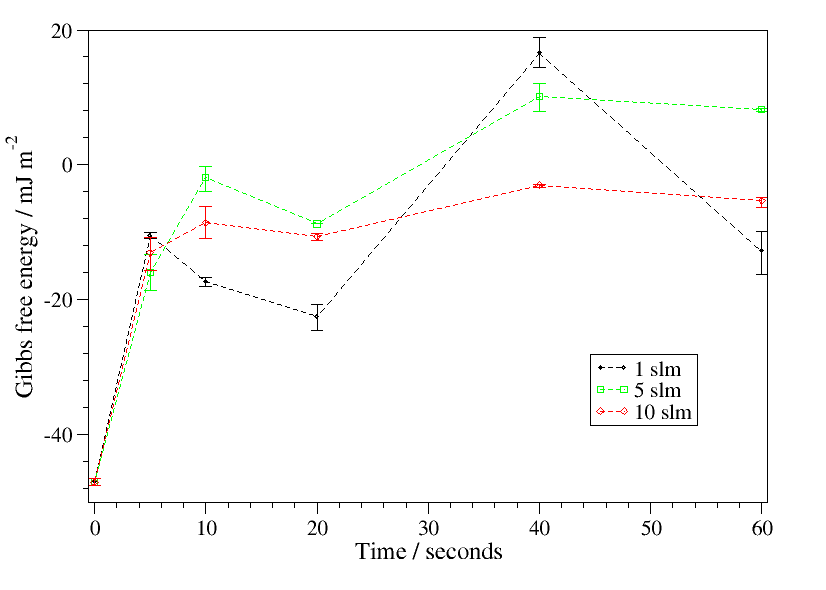 20
0
-20
-40
Gibbs free energy / mJ m-2
0 10 20 30 40 50 60
Time / seconds
1 slm
5 slm
10 slm